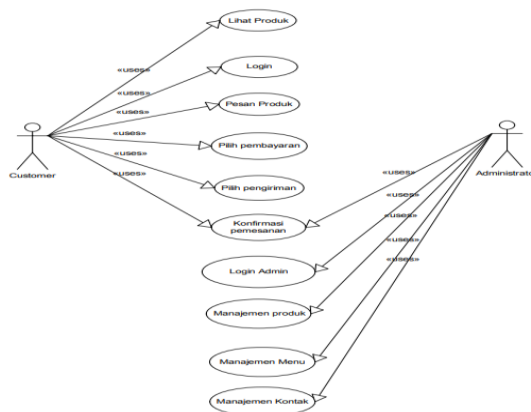 Lihat Produk
«uses»
Login
«uses»
Pesan Produk
«uses»
«uses»
Pilih pembayaran
«uses»
Customer
Administrato
«uses»
Pilih pengiriman
«uses»
«uses»
Konfirmasi
pemesanan
«uses»
«uses»
«uses»
Login Admin
Manajemen produk
Manajemen Menu
Manajemen Kontak